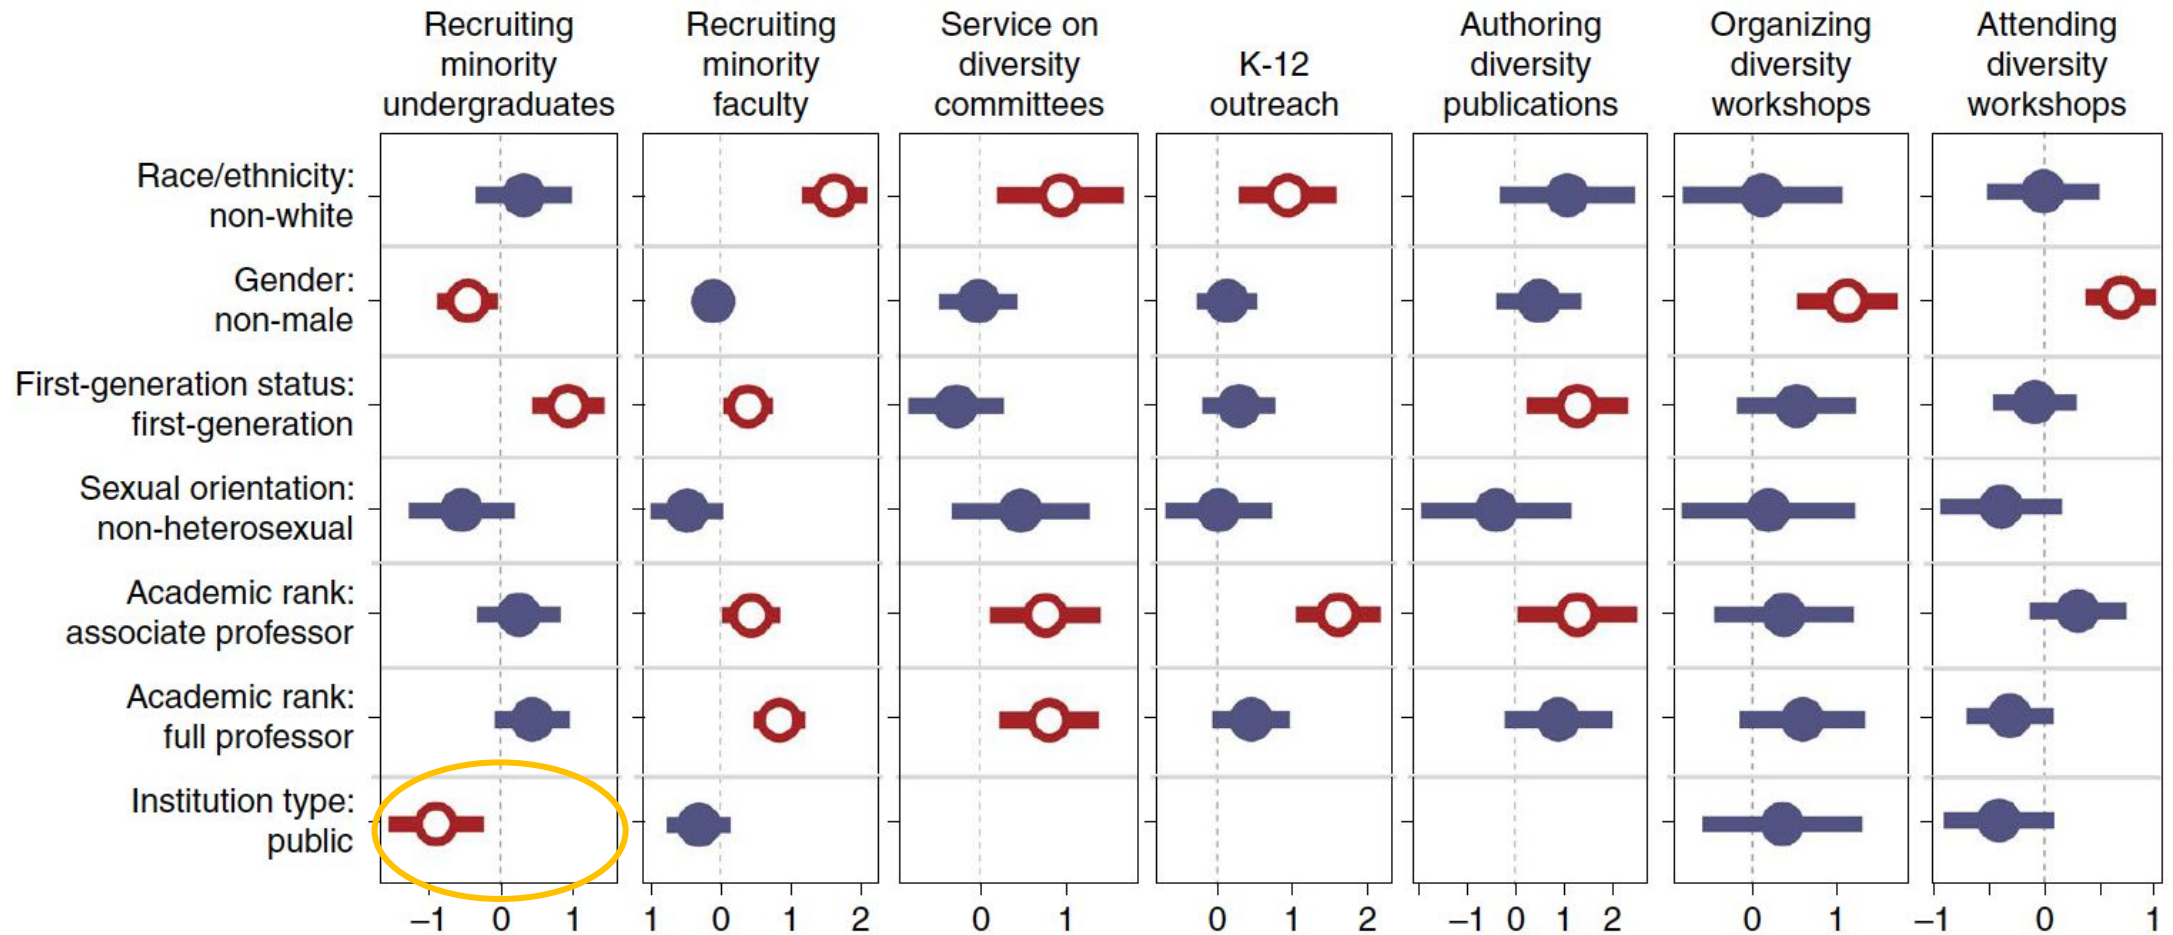 Recruiting
minority
undergraduates
Recruiting
minority
faculty
Service on
diversity
committees
K-12
outreach
Authoring
diversity
publications
Organizing
diversity
workshops
Attending
diversity
workshops
Race/ethnicity:
non-white
Gender:
non-male
First-generation status:
first-generation
Sexual orientation:
non-heterosexual
Academic rank:
associate professor
Academic rank:
full professor
Institution type:
public
–1 0 1
1 0 1 2
0 1
0 1 2
–1 0 1 2
0 1
–1 0 1